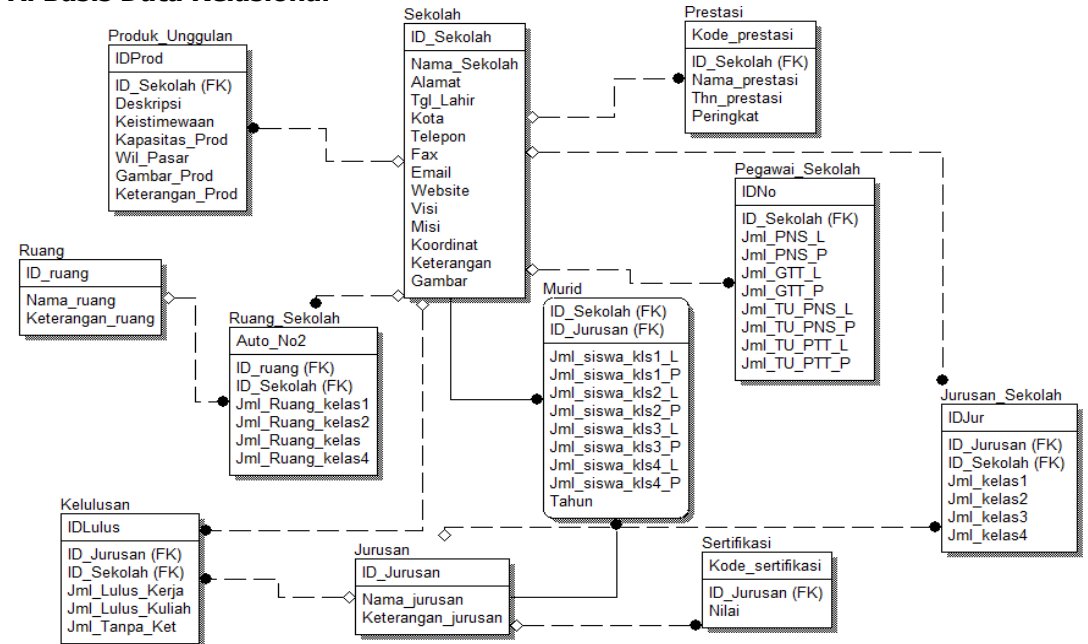 A. Basis Data Relasional
Produk_Unggulan
IDProd
ID_Sekolah (FK)
Deskripsi
Keistimewaan
Kapasitas_Prod
Wil_Pasar
Gambar_Prod
Keterangan_Prod
Sekolah
ID_Sekolah
Nama_Sekolah
Alamat
Tgl_Lahir
Kota
Telepon
Fax
Email
Website
Visi
Misi
Koordinat
Keterangan
Gambar
Prestasi
Kode_prestasi
ID_Sekolah (FK)
Nama_prestasi
Thn_prestasi
Peringkat
Pegawai_Sekolah
IDNo
ID_Sekolah (FK)
Jml_PNS_L
Jml_PNS_P
Jml_GTT_L
Jml_GTT_P
Jml_TU_PNS_L
Jml_TU_PNS_P
Jml_TU_PTT_L
Jml_TU_PTT_P
Ruang
ID_ruang
Nama_ruang
Keterangan_ruang
Ruang_Sekolah
Auto_No2
ID_ruang (FK)
ID_Sekolah (FK)
Jml_Ruang_kelas1
Jml_Ruang_kelas2
Jml_Ruang_kelas
Jml_Ruang_kelas4
Murid
ID_Sekolah (FK)
ID_Jurusan (FK)
Jml_siswa_kls1_L
Jml_siswa_kls1_P
Jml_siswa_kls2_L
Jml_siswa_kls2_P
Jml_siswa_kls3_L
Jml_siswa_kls3_P
Jml_siswa_kls4_L
Jml_siswa_kls4_P
Tahun
Jurusan_Sekolah
IDJur
ID_Jurusan (FK)
ID_Sekolah (FK)
Jml_kelas1
Jml_kelas2
Jml_kelas3
Jml_kelas4
Kelulusan
IDLulus
ID_Jurusan (FK)
ID_Sekolah (FK)
Jml_Lulus_Kerja
Jml_Lulus_Kuliah
Jml_Tanpa_Ket
Jurusan
ID_Jurusan
Nama_jurusan
Keterangan_jurusan
Sertifikasi
Kode_sertifikasi
ID_Jurusan (FK)
Nilai